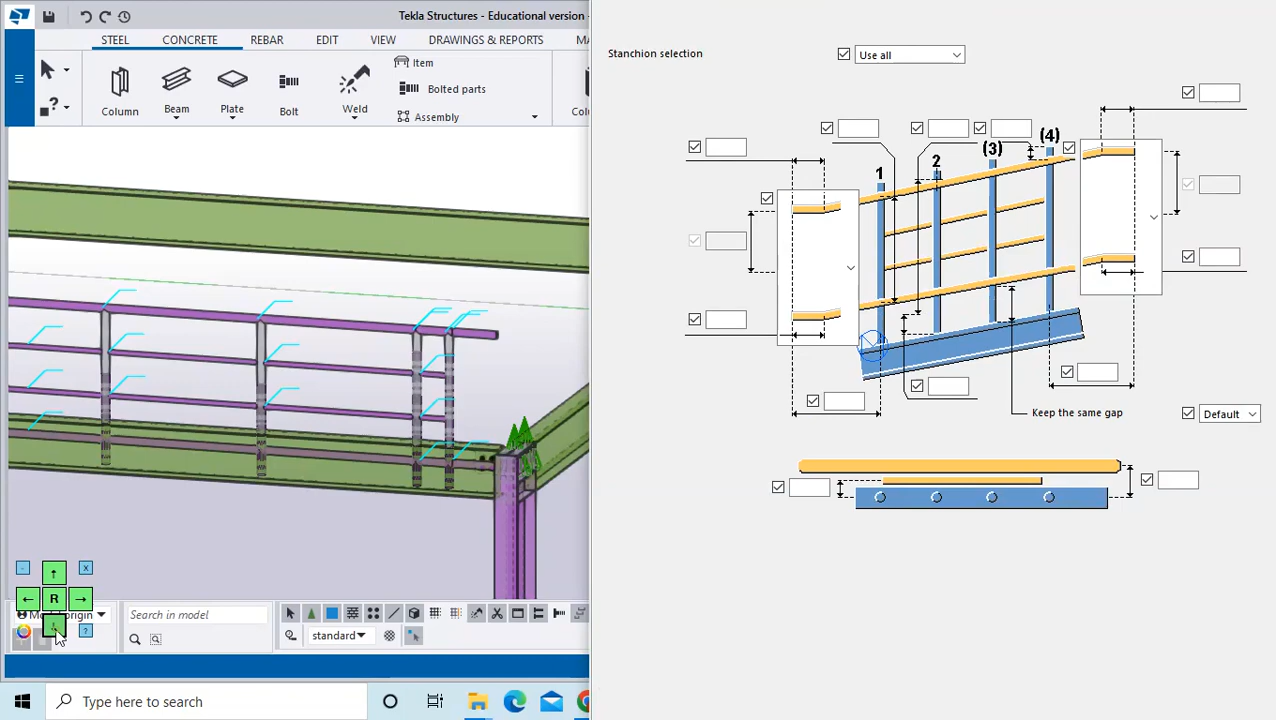 Tekla Structures - Educational version -
STEEL CONCRETE REBAR EDIT VIEW DRAWINGS & REPORTS
Column Beam Plate Bolt Weld
Item
Bolted parts
Assembly
Stanchion selection
Use all
1
2
(3)
(4)
Keep the same gap
Default
-
x
R
?
Search in model
standard
Type here to search